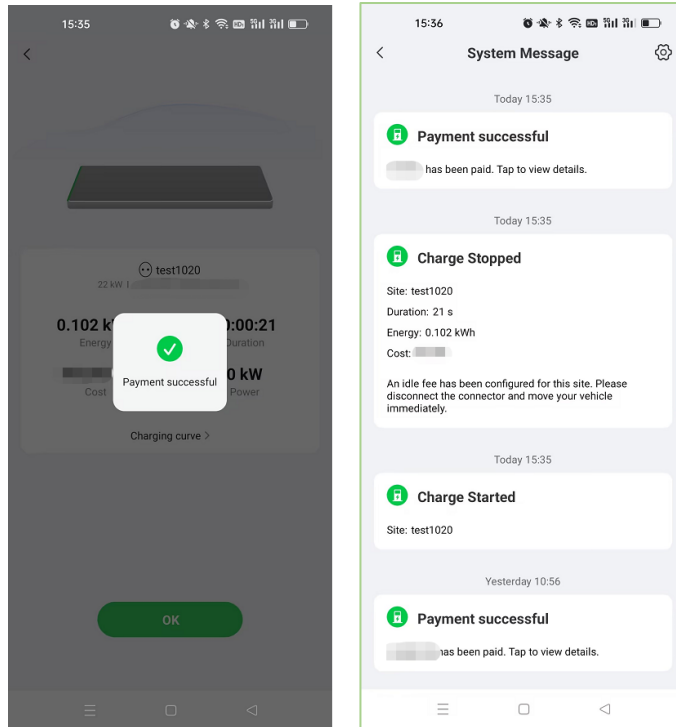 15:35
test1020
22 kW
0.102 k
:00:21
Energy
Duration
0 kW
Cost
Power
Payment successful
Charging curve >
OK
15:36
System Message
Today 15:35
Payment successful
has been paid. Tap to view details.
Today 15:35
Charge Stopped
Site: test1020
Duration: 21 s
Energy: 0.102 kWh
Cost:
An idle fee has been configured for this site. Please
disconnect the connector and move your vehicle
immediately.
Today 15:35
Charge Started
Site: test1020
Yesterday 10:56
Payment successful
has been paid. Tap to view details.